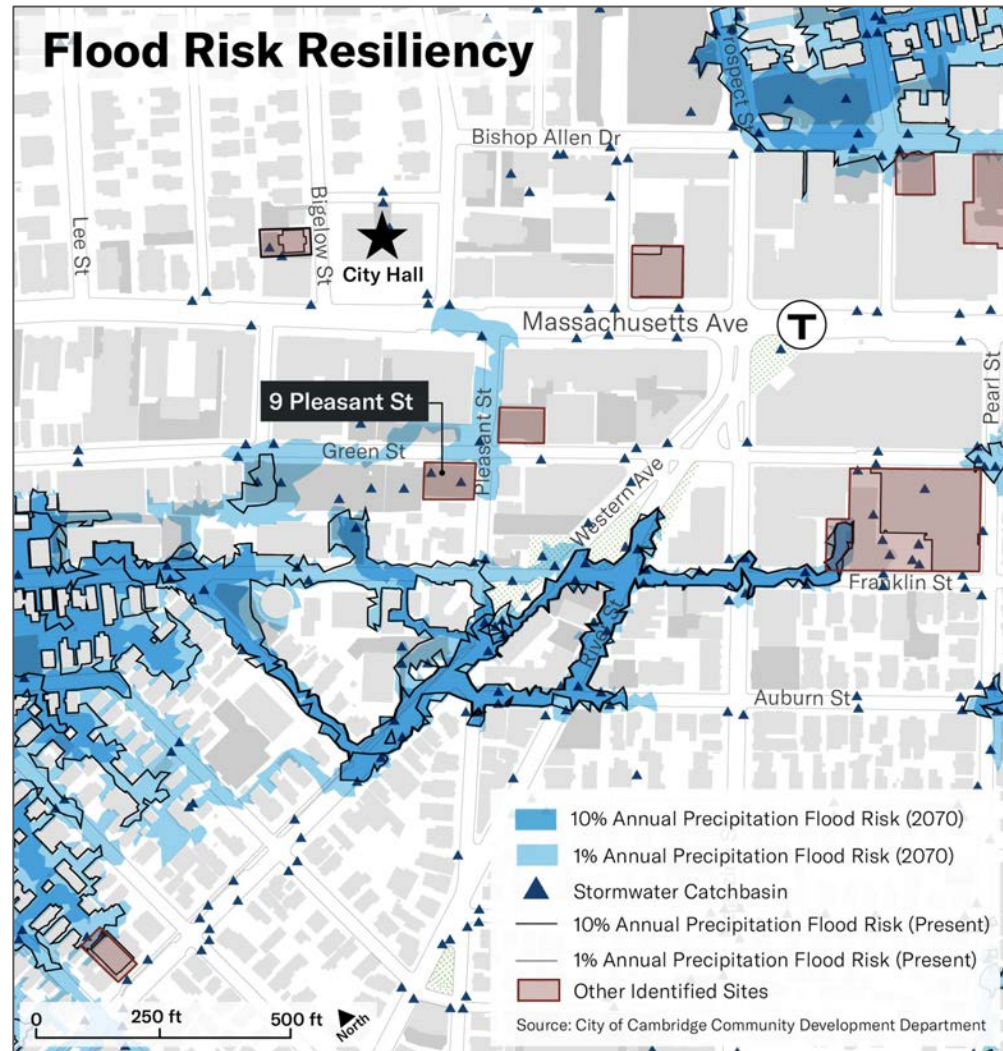 Flood Risk Resiliency
rospect St
Bishop Allen Dr
Lee St
Bigelow St
City Hall
Massachusetts Ave
T
Pearl St
9 Pleasant St
Green St
Pleasant St
Western Ave
Franklin St
River St
Auburn St
10% Annual Precipitation Flood Risk (2070)
1% Annual Precipitation Flood Risk (2070)
Stormwater Catchbasin
10% Annual Precipitation Flood Risk (Present)
1% Annual Precipitation Flood Risk (Present)
Other Identified Sites
0 250 ft 500 ft
North
Source: City of Cambridge Community Development Department